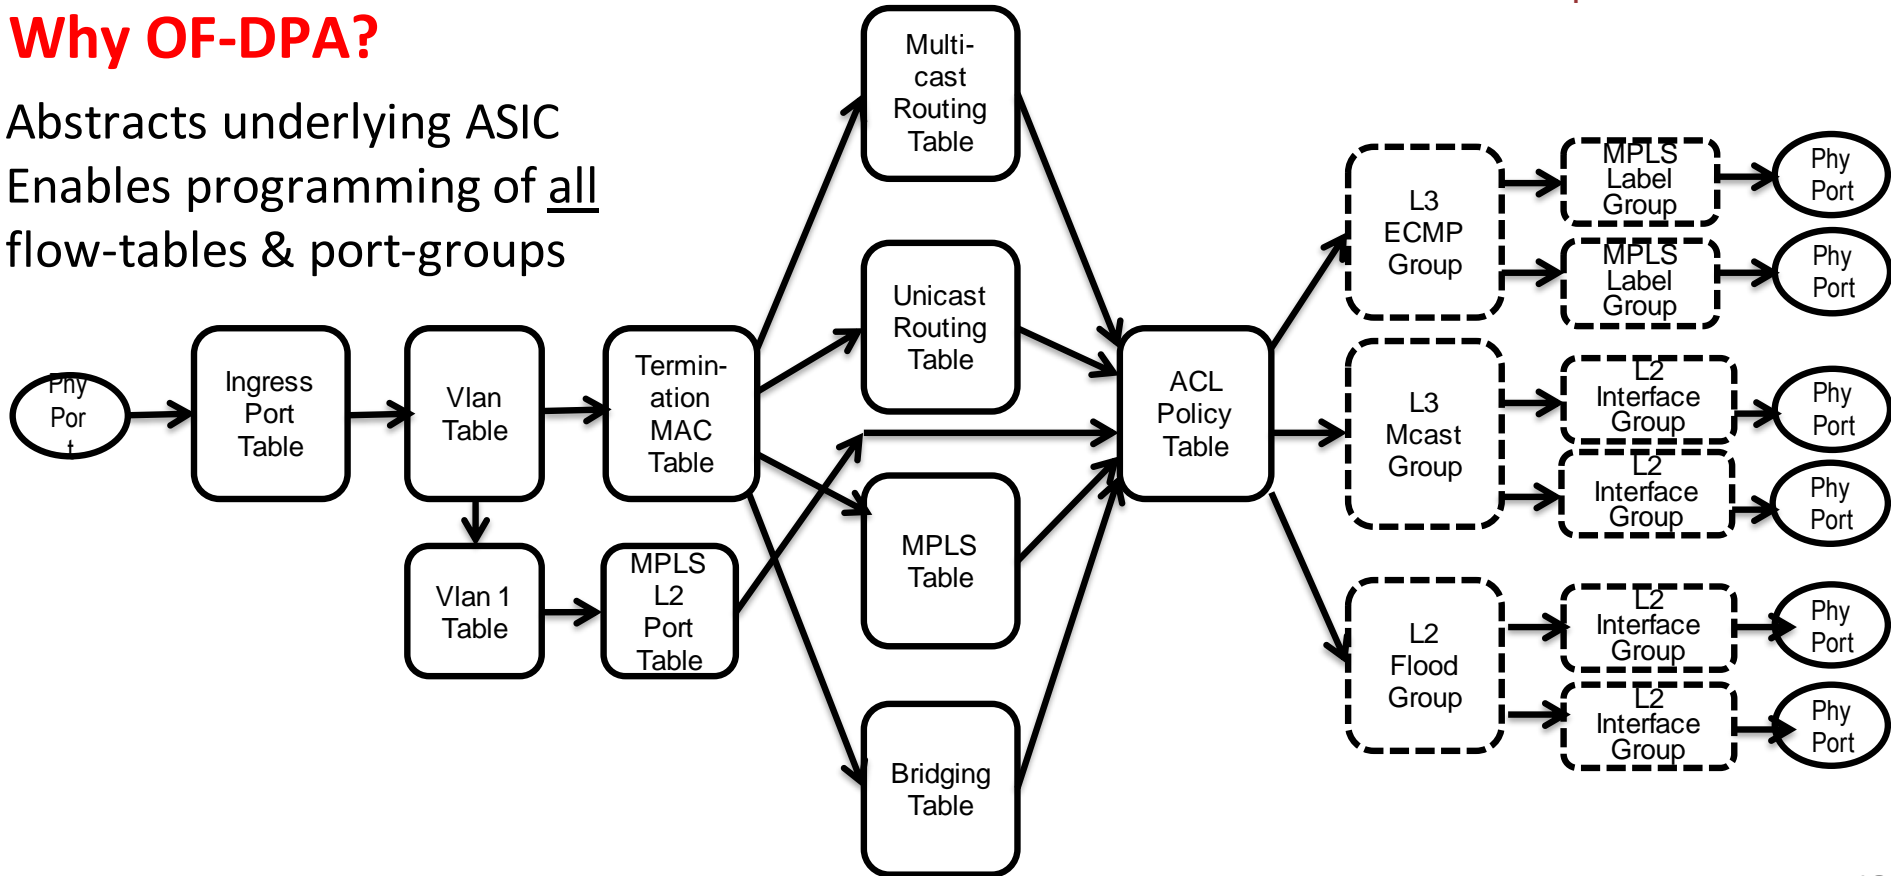 Why OF-DPA?
Abstracts underlying ASIC
Enables programming of all
flow-tables & port-groups
Phy
Por
t
Ingress
Port
Table
Vlan
Table
Vlan 1
Table
Termin-
ation
MAC
Table
MPLS
L2
Port
Table
Multi-
cast
Routing
Table
Unicast
Routing
Table
MPLS
Table
Bridging
Table
ACL
Policy
Table
L3
ECMP
Group
L3
Mcast
Group
L2
Flood
Group
MPLS
Label
Group
MPLS
Label
Group
L2
Interface
Group
L2
Interface
Group
L2
Interface
Group
L2
Interface
Group
Phy
Port
Phy
Port
Phy
Port
Phy
Port
Phy
Port
Phy
Port